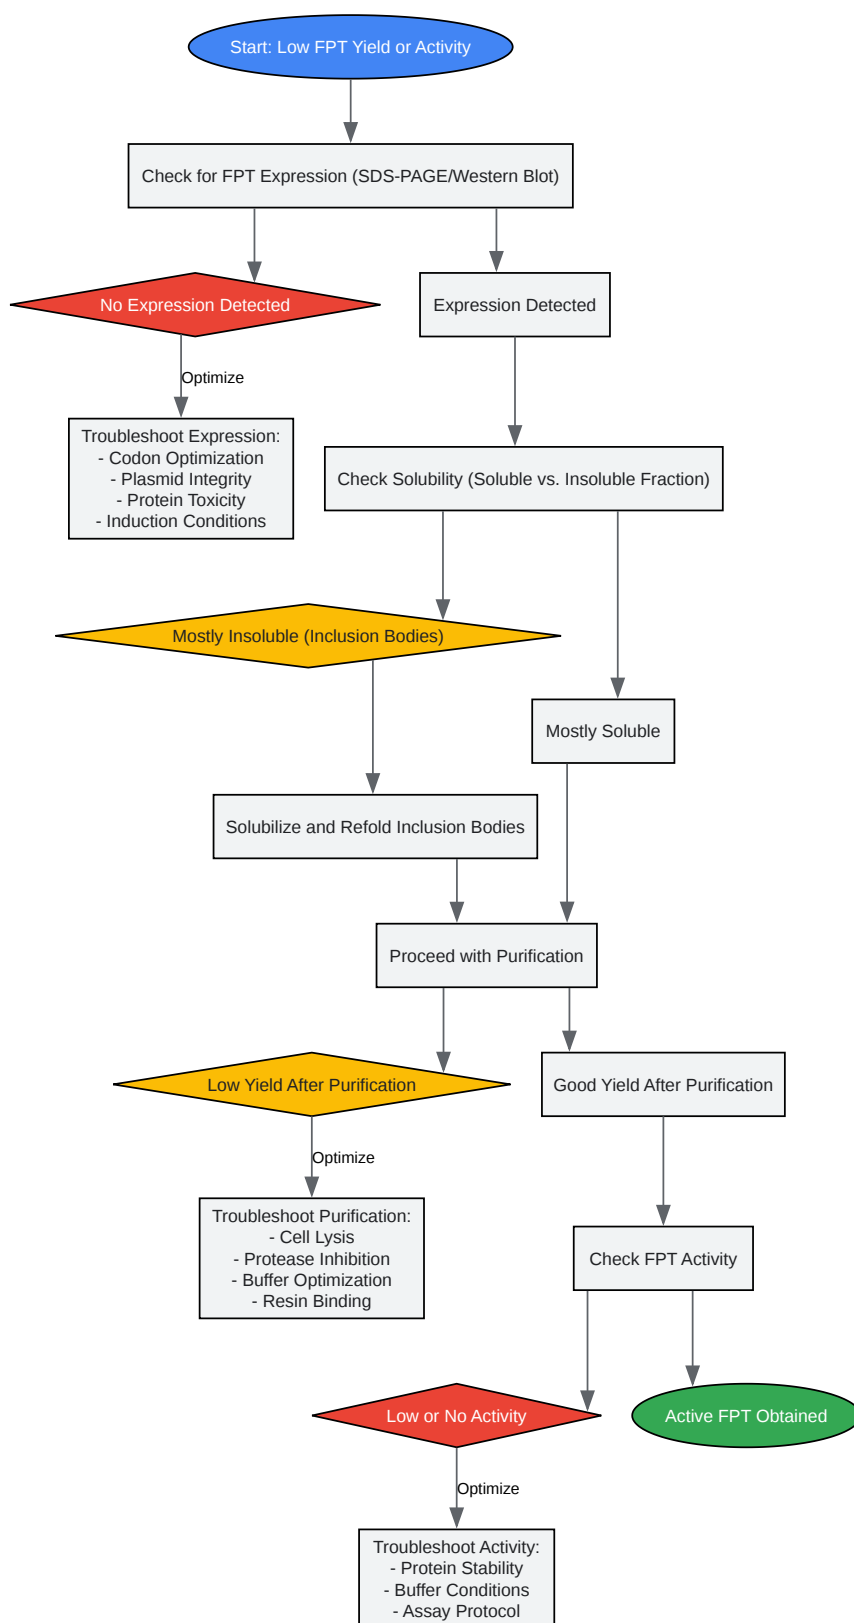 Start: Low FPT Yield or Activity
Check for FPT Expression (SDS-PAGE/Western Blot)
No Expression Detected
Expression Detected
Optimize
Troubleshoot Expression:
- Codon Optimization
- Plasmid Integrity
- Protein Toxicity
- Induction Conditions
Check Solubility (Soluble vs. Insoluble Fraction)
Mostly Insoluble (Inclusion Bodies)
Mostly Soluble
Solubilize and Refold Inclusion Bodies
Proceed with Purification
Low Yield After Purification
Good Yield After Purification
Optimize
Troubleshoot Purification:
- Cell Lysis
- Protease Inhibition
- Buffer Optimization
- Resin Binding
Check FPT Activity
Low or No Activity
Active FPT Obtained
Optimize
Troubleshoot Activity:
- Protein Stability
- Buffer Conditions
- Assay Protocol